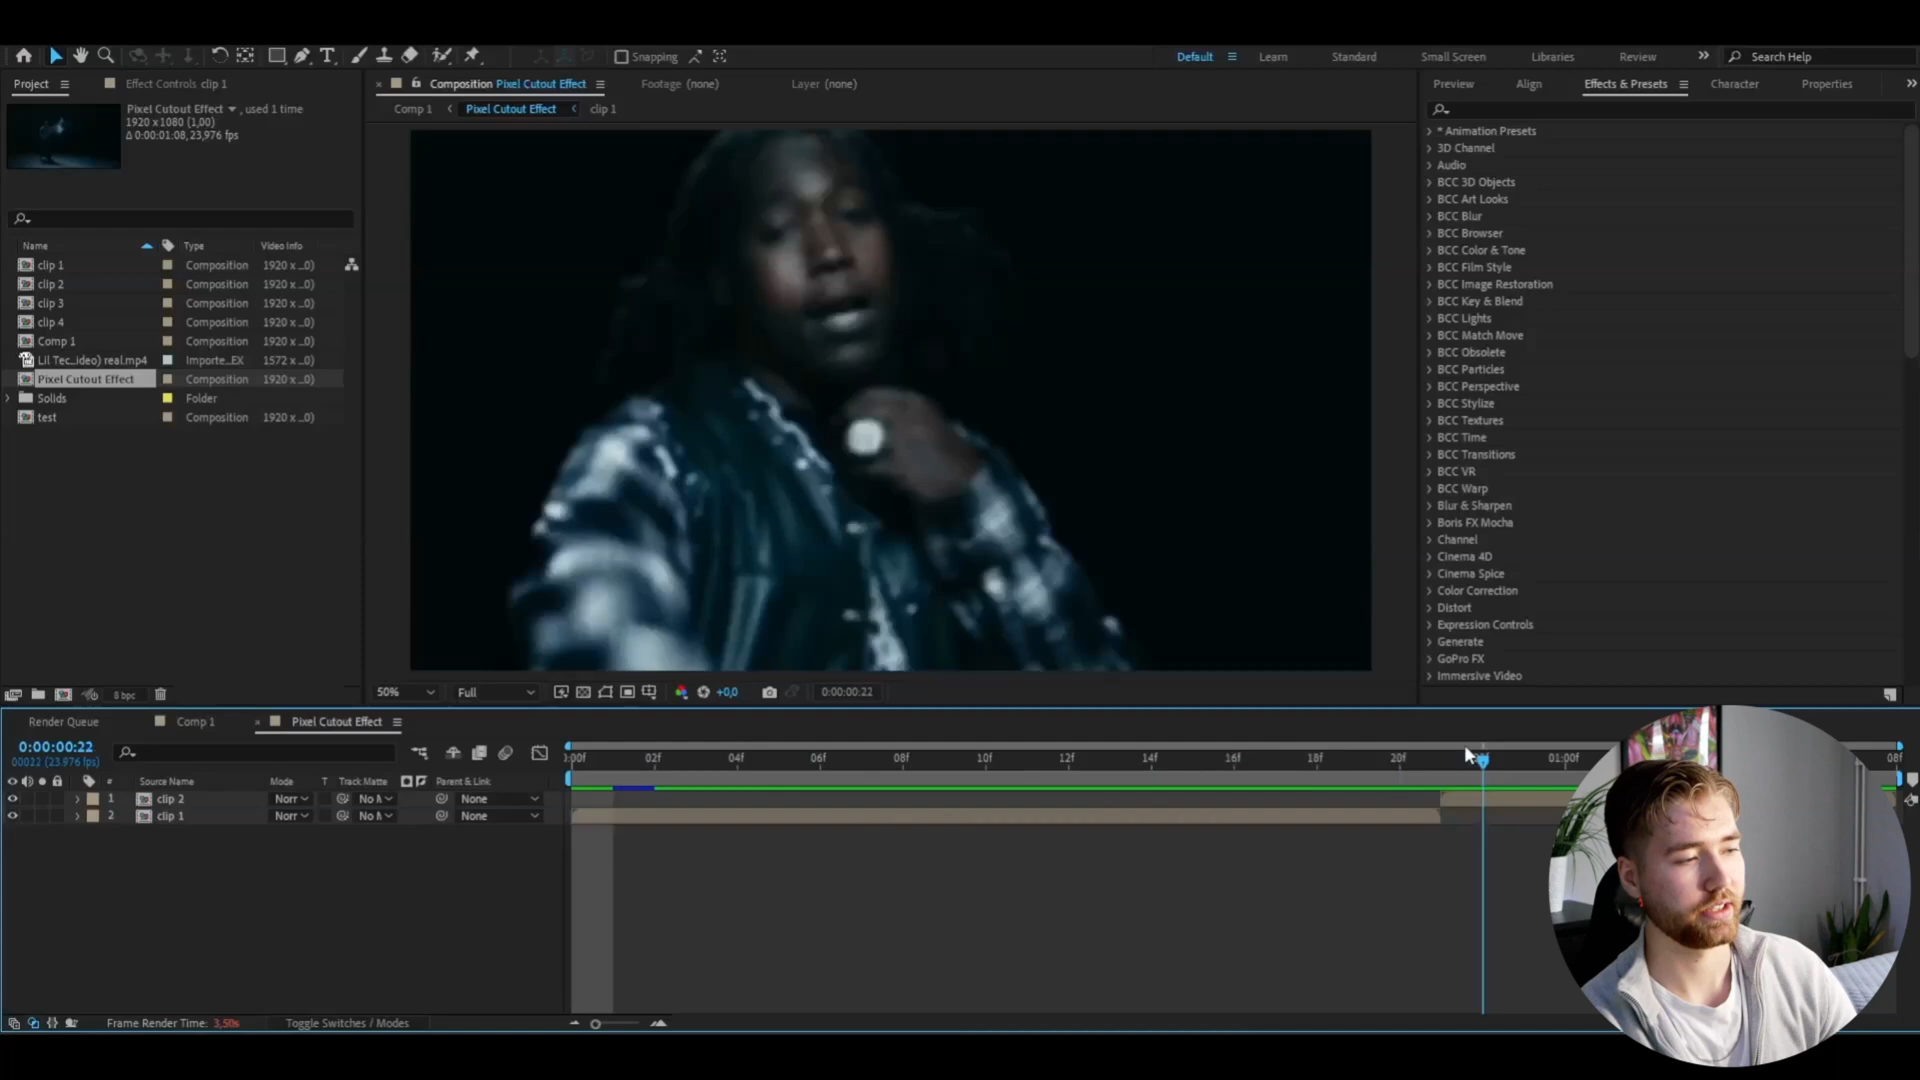 Snapping
Default
Learn
Standard
Small Screen
Libraries
Review
Search Help
Project
Effect Controls clip 1
Composition Pixel Cutout Effect
Footage (none)
Layer (none)
Preview
Align
Effects & Presets
Character
Properties
Pixel Cutout Effect , used 1 time
1920 x 1080 (1,00)
Δ 0:00:01:08, 23,976 fps
Comp 1
Pixel Cutout Effect
clip 1
Name
Type
Video Info
clip 1 Composition 1920 x ...0)
clip 2 Composition 1920 x ...0)
clip 3 Composition 1920 x ...0)
clip 4 Composition 1920 x ...0)
Comp 1 Composition 1920 x ...0)
Lil Tec...ideo) real.mp4 Importe...EX 1572 x ...0)
Pixel Cutout Effect Composition 1920 x ...0)
Solids Folder
test Composition 1920 x ...0)
* Animation Presets
3D Channel
Audio
BCC 3D Objects
BCC Art Looks
BCC Blur
BCC Browser
BCC Color & Tone
BCC Film Style
BCC Image Restoration
BCC Key & Blend
BCC Lights
BCC Match Move
BCC Obsolete
BCC Particles
BCC Perspective
BCC Stylize
BCC Textures
BCC Time
BCC Transitions
BCC VR
BCC Warp
Blur & Sharpen
Boris FX Mocha
Channel
Cinema 4D
Cinema Spice
Color Correction
Distort
Expression Controls
Generate
GoPro FX
Immersive Video
8 bpc
50%
Full
+0,0
0:00:00:22
Render Queue
Comp 1
Pixel Cutout Effect
0:00:00:22
00022 (23.976 fps)
:00f 02f 04f 06f 08f 10f 12f 14f 16f 18f 20f 01:00f 08f
# Source Name Mode T Track Matte Parent & Link
1 clip 2 Norr No M None
2 clip 1 Norr No M None
Frame Render Time: 3,50s
Toggle Switches / Modes